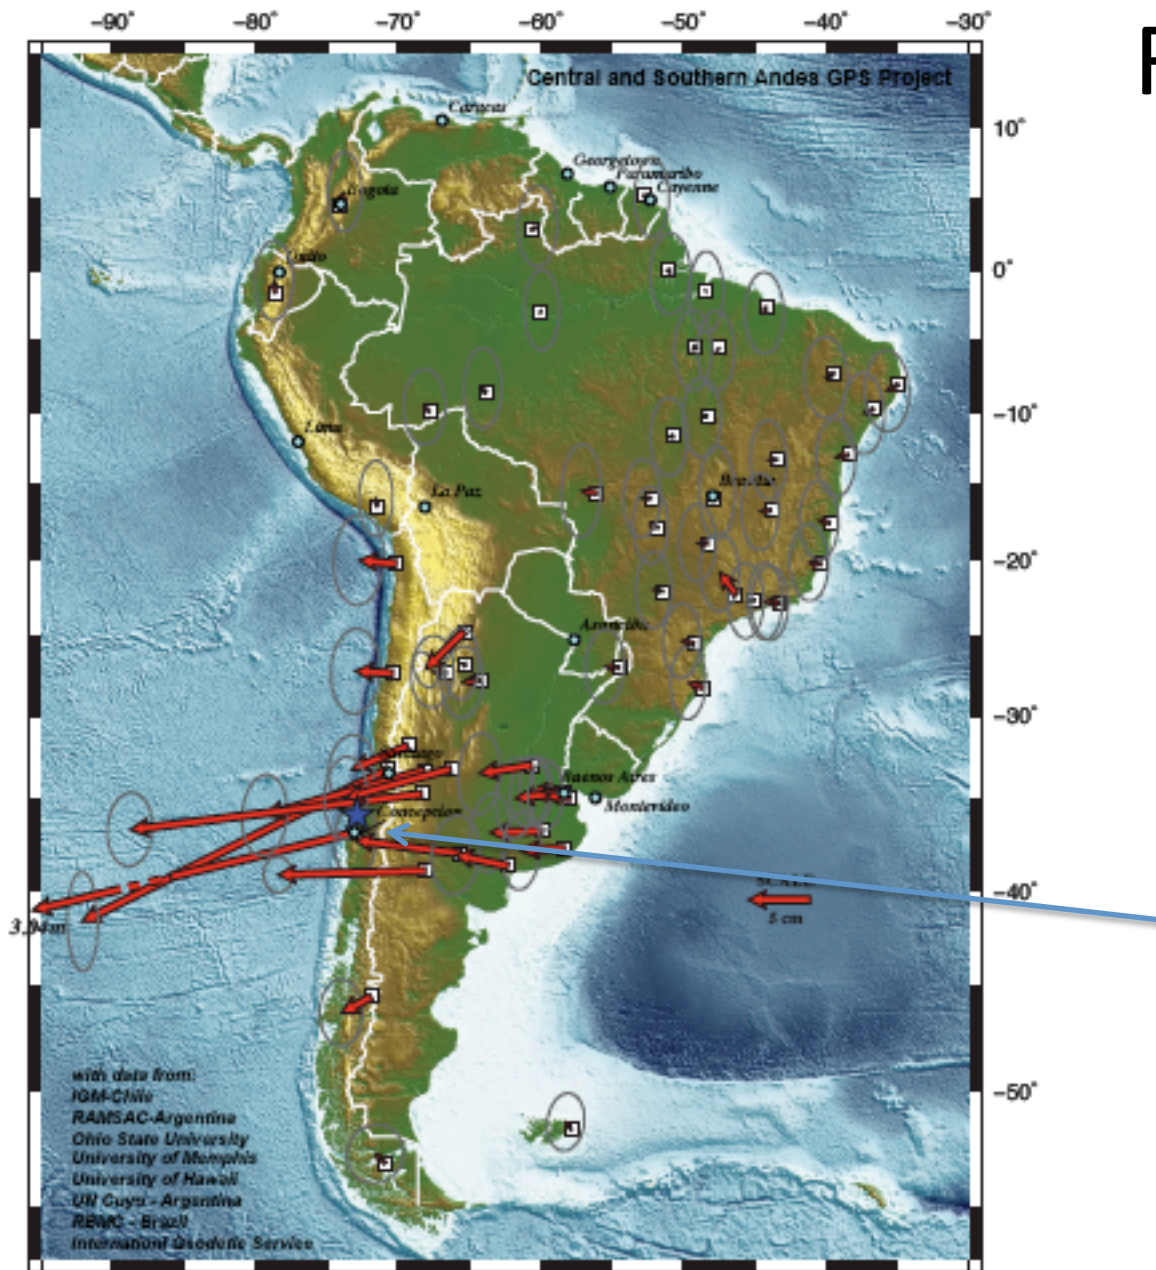 -90° -80° -70° -60° -50° -40° -30°
Central and Southern Andes GPS Project
10°
0°
-10°
-20°
-30°
-40°
-50°
Caracas
Georgetown
Paramaribo
Cayenne
Bogota
Quito
Lima
La Paz
Brasilia
Asuncion
Santiago
Buenos Aires
Montevideo
Concepcion
SCALE
5 cm
3.04m
with data from:
IGM-Chile
RAMSAC-Argentina
Ohio State University
University of Memphis
University of Hawaii
UN Cuyo - Argentina
RBMC - Brazil
Internationl Geodetic Service